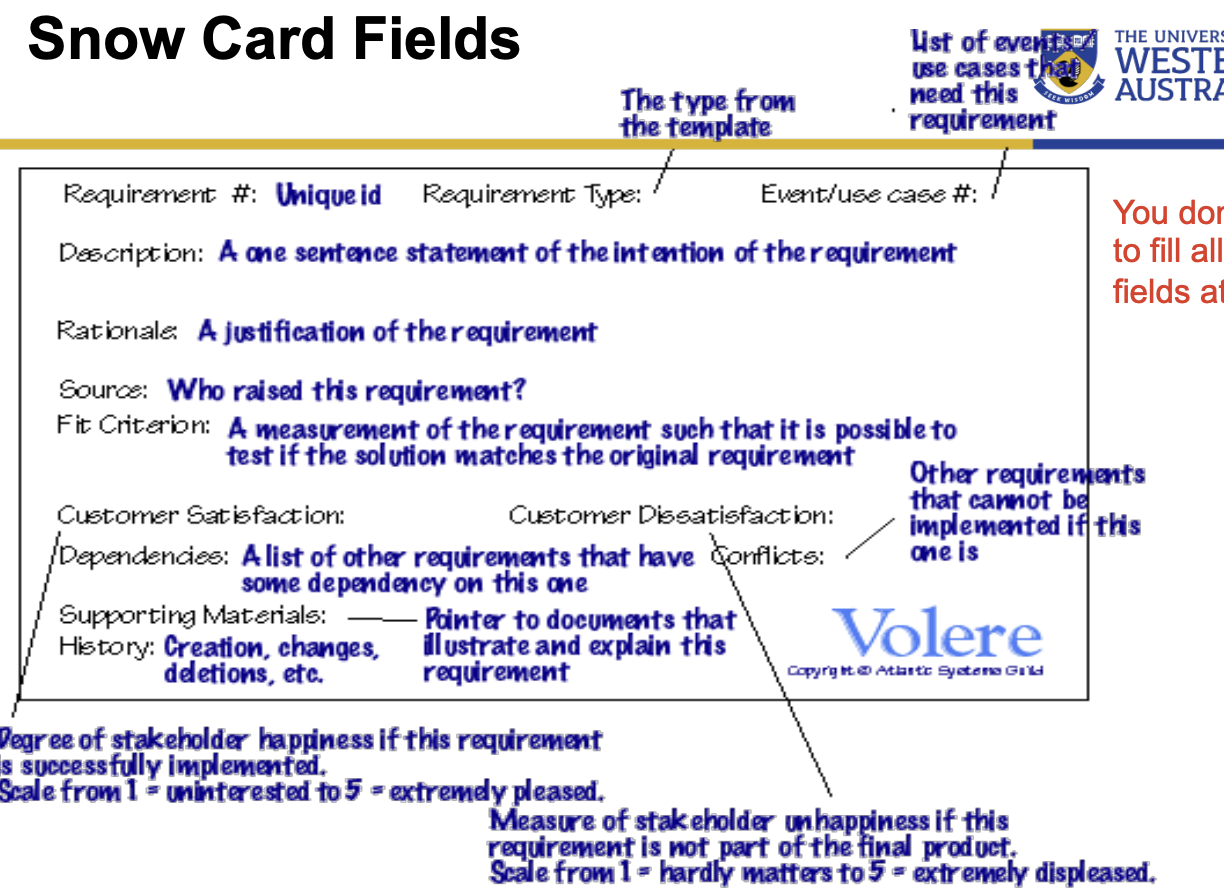 Snow Card Fields
List of events /
use cases that
need this
requirement
THE UNIVERS
WESTE
AUSTRA
SEEK WISDOM
The type from
the template
Requirement #: Unique id Requirement Type: Event/use case #:
Description: A one sentence statement of the intention of the requirement
Rationale: A justification of the requirement
Source: Who raised this requirement?
Fit Criterion: A measurement of the requirement such that it is possible to
test if the solution matches the original requirement
You don
to fill all
fields at
Other requirements
that cannot be
implemented if this
one is
Customer Satisfaction: Customer Dissatisfaction:
Dependencies: A list of other requirements that have Conflicts:
some dependency on this one
Supporting Materials: Pointer to documents that
illustrate and explain this
requirement
History: Creation, changes,
deletions, etc.
Volere
Copyright © Atlantic Systems Guild
Degree of stakeholder happiness if this requirement
is successfully implemented.
Scale from 1 = uninterested to 5 = extremely pleased.
Measure of stakeholder unhappiness if this
requirement is not part of the final product.
Scale from 1 = hardly matters to 5 = extremely displeased.